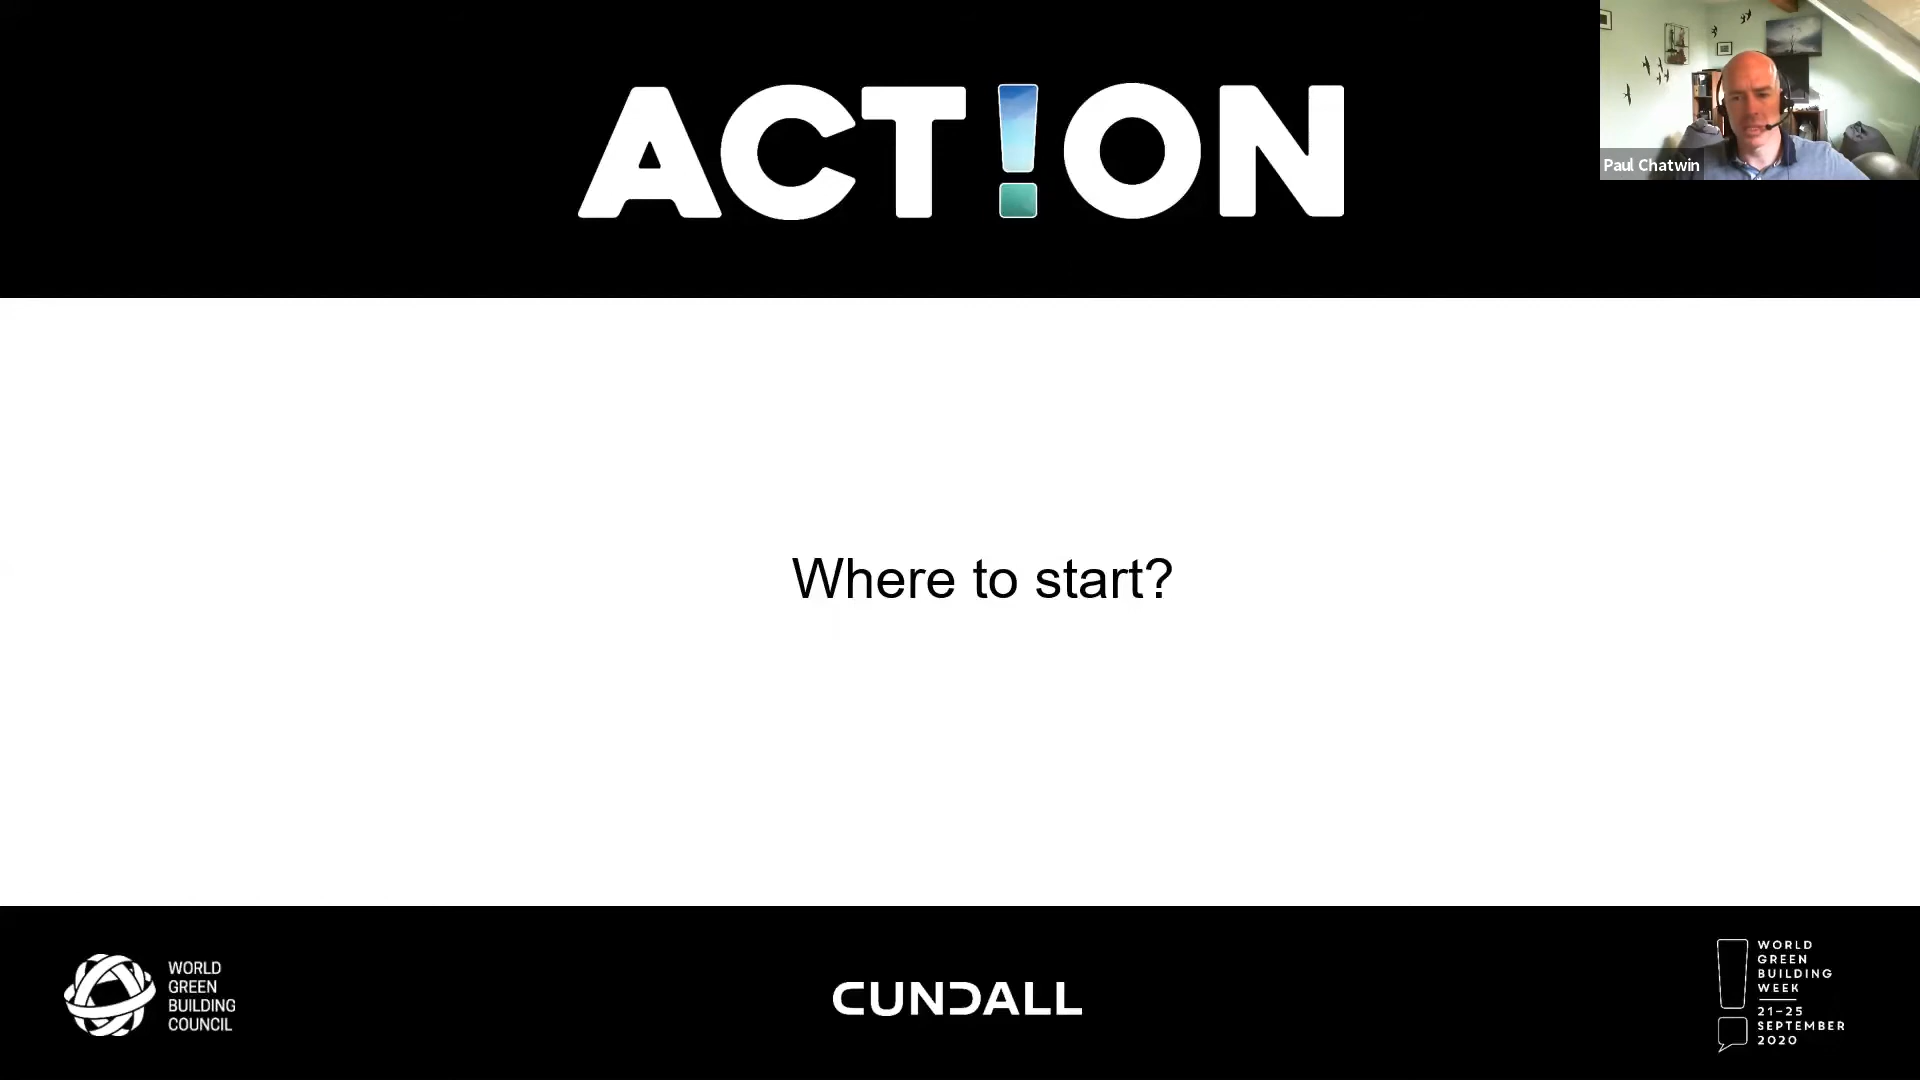 ACT!ON
Paul Chatwin
Where to start?
WORLD
GREEN
BUILDING
COUNCIL
CUNDALL
WORLD
GREEN
BUILDING
WEEK
21–25
SEPTEMBER
2020